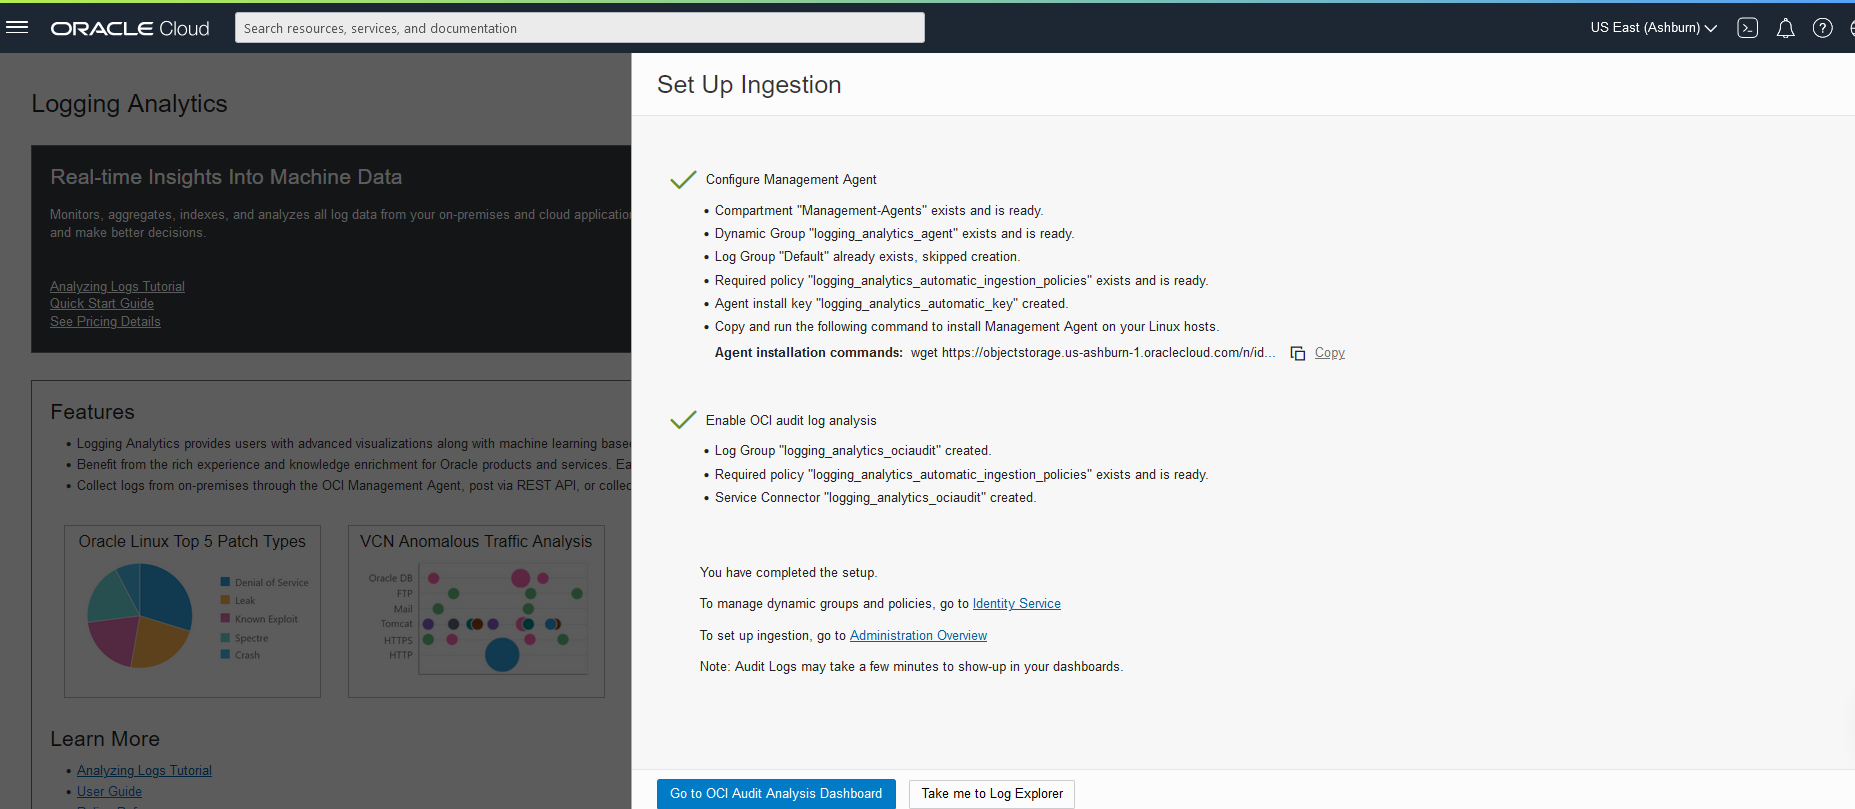 ORACLE Cloud
Search resources, services, and documentation
US East (Ashburn)
Logging Analytics
Real-time Insights Into Machine Data
Monitors, aggregates, indexes, and analyzes all log data from your on-premises and cloud application
and make better decisions.
Analyzing Logs Tutorial
Quick Start Guide
See Pricing Details
Features
• Logging Analytics provides users with advanced visualizations along with machine learning base
• Benefit from the rich experience and knowledge enrichment for Oracle products and services. Ea
• Collect logs from on-premises through the OCI Management Agent, post via REST API, or collec
Oracle Linux Top 5 Patch Types
Denial of Service
Leak
Known Exploit
Spectre
Crash
VCN Anomalous Traffic Analysis
Oracle DB
FTP
Mail
Tomcat
HTTPS
HTTP
Learn More
• Analyzing Logs Tutorial
• User Guide
Set Up Ingestion
Configure Management Agent
• Compartment "Management-Agents" exists and is ready.
• Dynamic Group "logging_analytics_agent" exists and is ready.
• Log Group "Default" already exists, skipped creation.
• Required policy "logging_analytics_automatic_ingestion_policies" exists and is ready.
• Agent install key "logging_analytics_automatic_key" created.
• Copy and run the following command to install Management Agent on your Linux hosts.
Agent installation commands: wget https://objectstorage.us-ashburn-1.oraclecloud.com/n/id... Copy
Enable OCI audit log analysis
• Log Group "logging_analytics_ociaudit" created.
• Required policy "logging_analytics_automatic_ingestion_policies" exists and is ready.
• Service Connector "logging_analytics_ociaudit" created.
You have completed the setup.
To manage dynamic groups and policies, go to Identity Service
To set up ingestion, go to Administration Overview
Note: Audit Logs may take a few minutes to show-up in your dashboards.
Go to OCI Audit Analysis Dashboard
Take me to Log Explorer